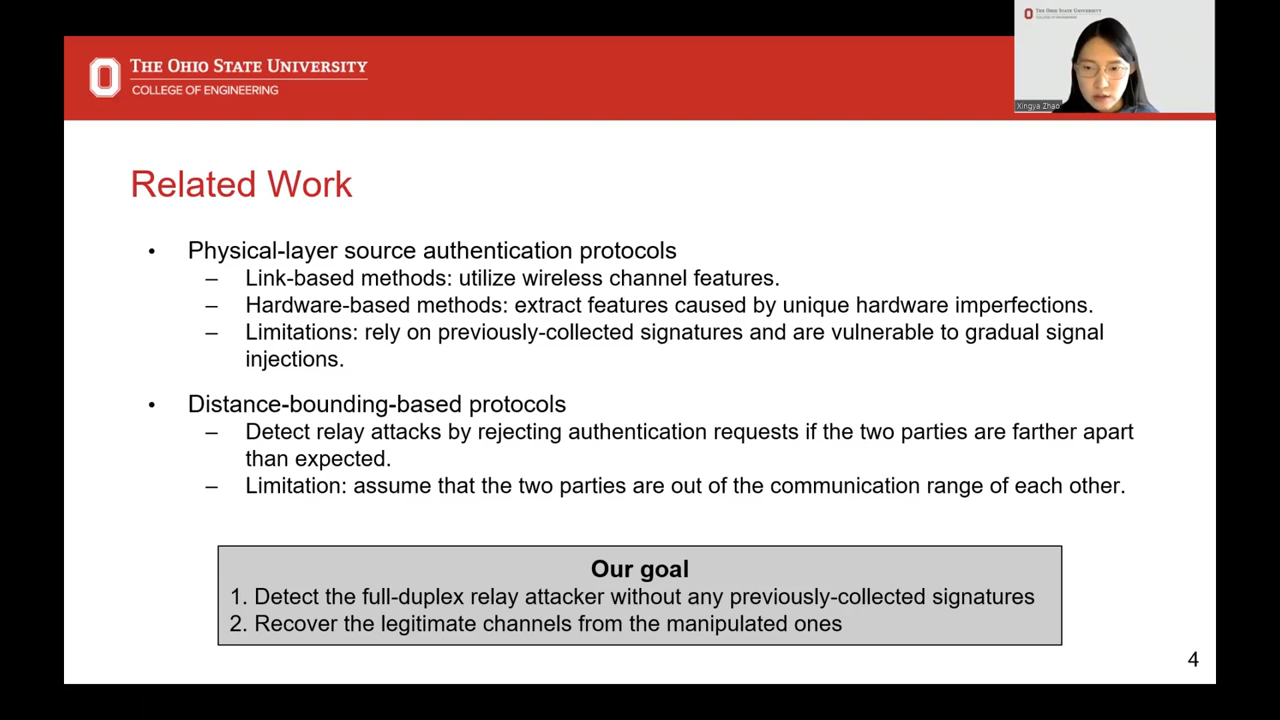 THE OHIO STATE UNIVERSITY
COLLEGE OF ENGINEERING
THE OHIO STATE UNIVERSITY
COLLEGE OF ENGINEERING
Xingya Zhao
Related Work
• Physical-layer source authentication protocols
– Link-based methods: utilize wireless channel features.
– Hardware-based methods: extract features caused by unique hardware imperfections.
– Limitations: rely on previously-collected signatures and are vulnerable to gradual signal
injections.
• Distance-bounding-based protocols
– Detect relay attacks by rejecting authentication requests if the two parties are farther apart
than expected.
– Limitation: assume that the two parties are out of the communication range of each other.
Our goal
1. Detect the full-duplex relay attacker without any previously-collected signatures
2. Recover the legitimate channels from the manipulated ones
4